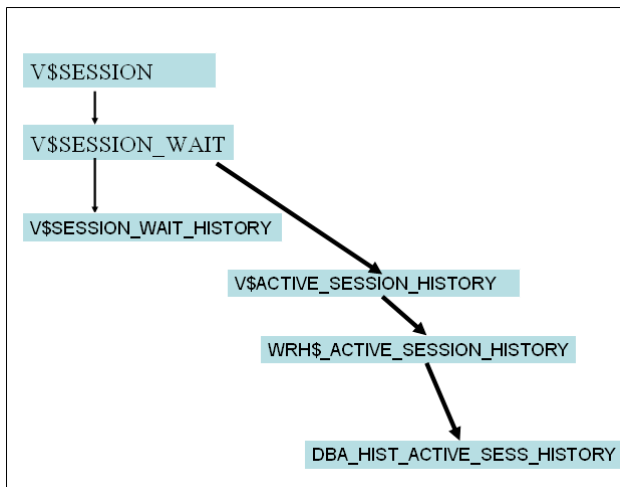 V$SESSION
V$SESSION_WAIT
V$SESSION_WAIT_HISTORY
V$ACTIVE_SESSION_HISTORY
WRH$_ACTIVE_SESSION_HISTORY
DBA_HIST_ACTIVE_SESS_HISTORY